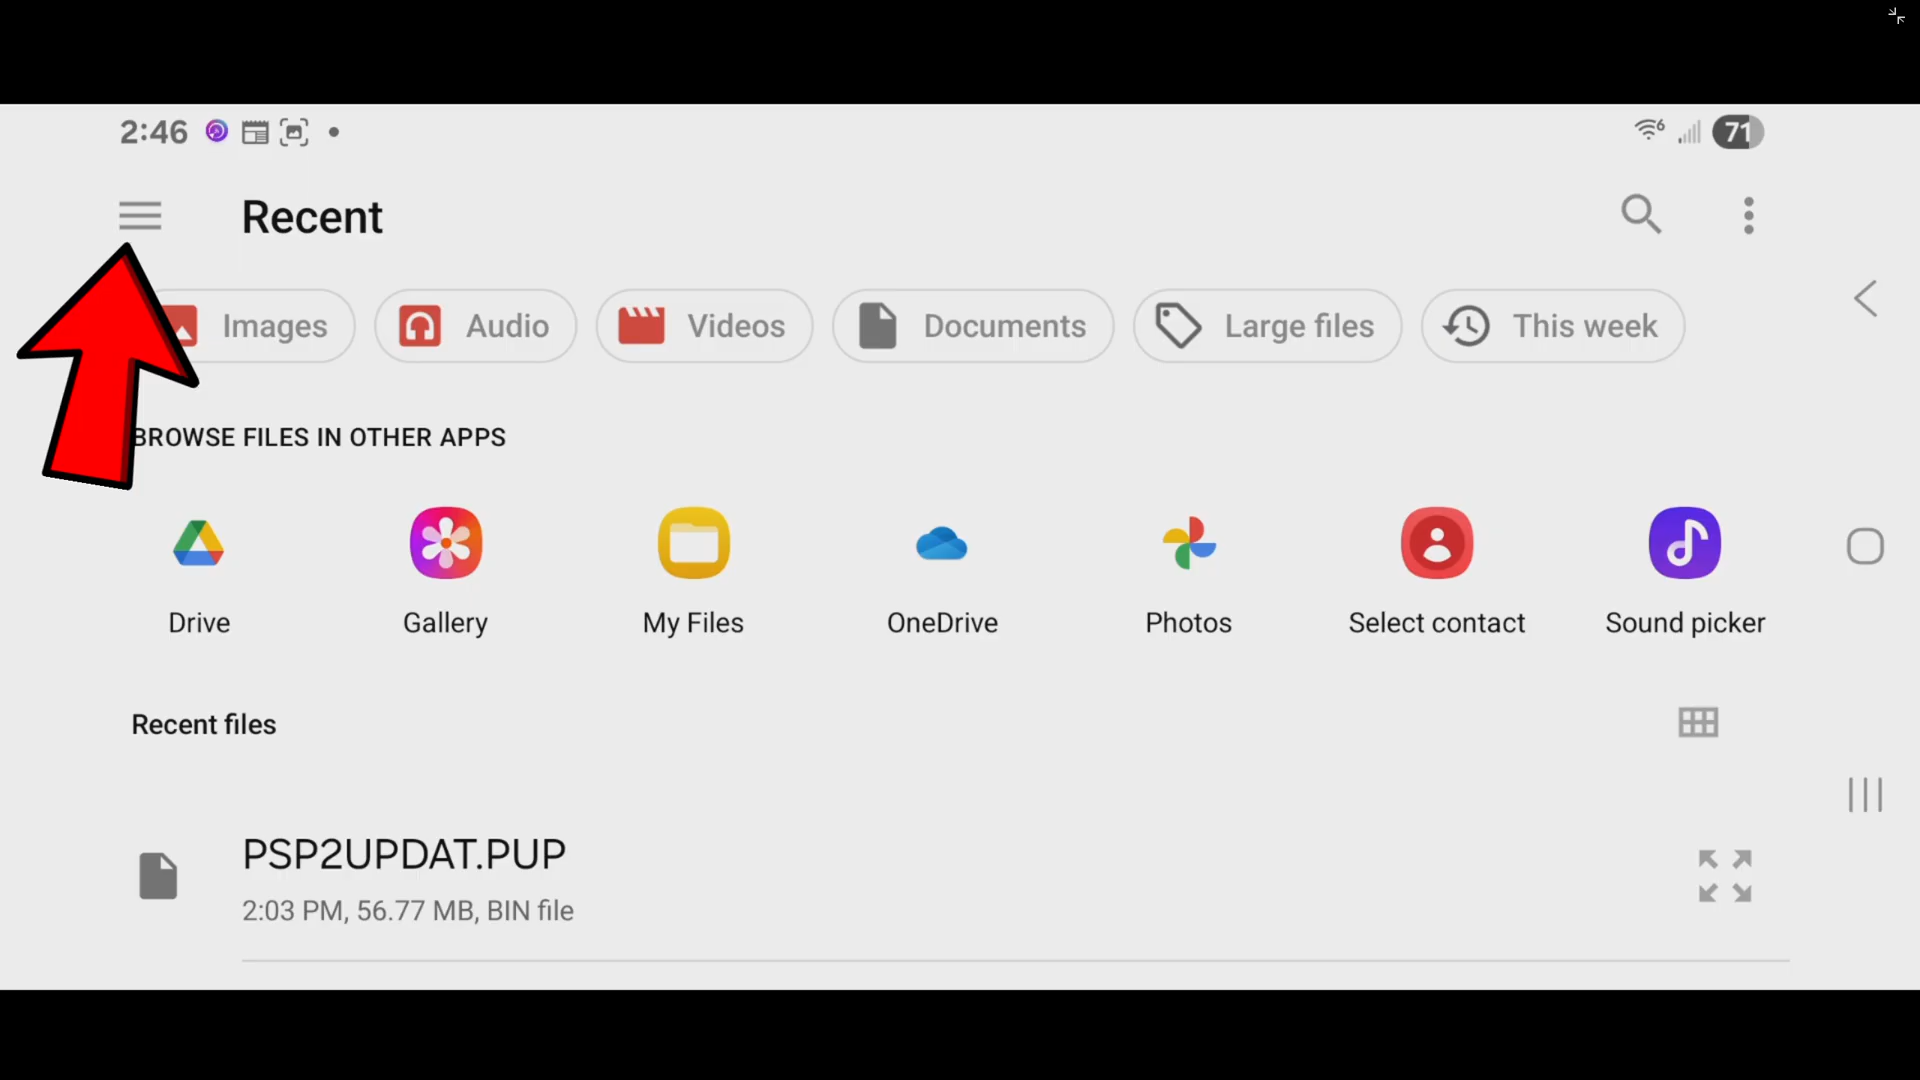 2:46
6
71
Recent
Images
Audio
Videos
Documents
Large files
This week
BROWSE FILES IN OTHER APPS
Drive
Gallery
My Files
OneDrive
Photos
Select contact
Sound picker
Recent files
PSP2UPDAT.PUP
2:03 PM, 56.77 MB, BIN file